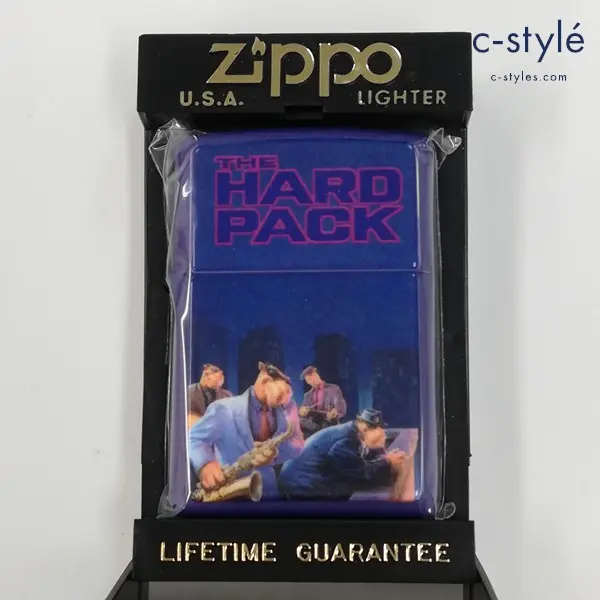 c-stylé
c-styles.com
zippo
U.S.A. LIGHTER
THE
HARD
PACK
LIFETIME GUARANTEE